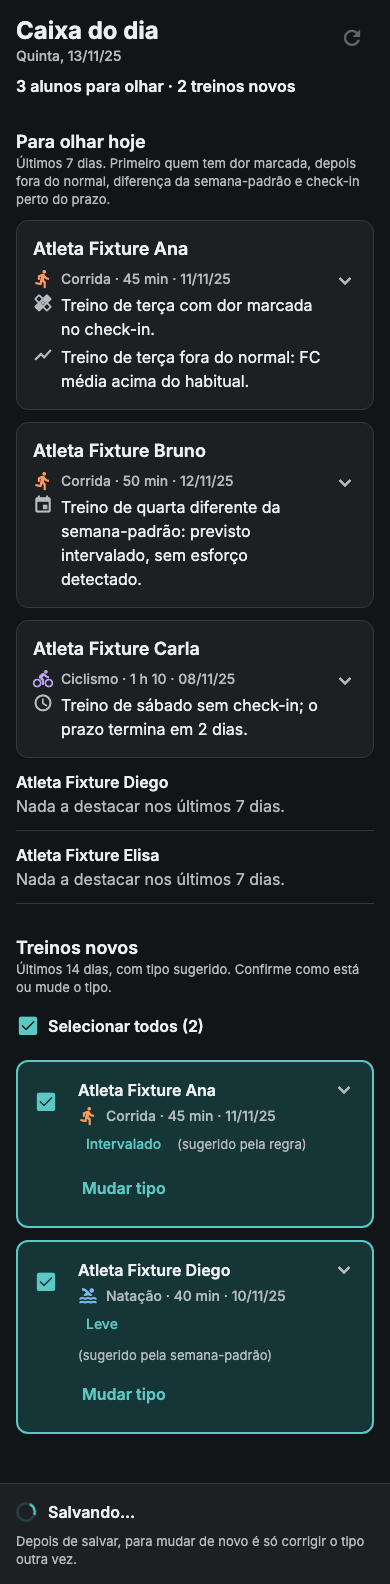 Caixa do dia
Quinta, 13/11/25
3 alunos para olhar · 2 treinos novos
Para olhar hoje
Últimos 7 dias. Primeiro quem tem dor marcada, depois
fora do normal, diferença da semana-padrão e check-in
perto do prazo.
Atleta Fixture Ana
Corrida · 45 min · 11/11/25
Treino de terça com dor marcada
no check-in.
Treino de terça fora do normal: FC
média acima do habitual.
Atleta Fixture Bruno
Corrida · 50 min · 12/11/25
Treino de quarta diferente da
semana-padrão: previsto
intervalado, sem esforço
detectado.
Atleta Fixture Carla
Ciclismo · 1 h 10 · 08/11/25
Treino de sábado sem check-in; o
prazo termina em 2 dias.
Atleta Fixture Diego
Nada a destacar nos últimos 7 dias.
Atleta Fixture Elisa
Nada a destacar nos últimos 7 dias.
Treinos novos
Últimos 14 dias, com tipo sugerido. Confirme como está
ou mude o tipo.
Selecionar todos (2)
Atleta Fixture Ana
Corrida · 45 min · 11/11/25
Intervalado (sugerido pela regra)
Mudar tipo
Atleta Fixture Diego
Natação · 40 min · 10/11/25
Leve
(sugerido pela semana-padrão)
Mudar tipo
Salvando...
Depois de salvar, para mudar de novo é só corrigir o tipo
outra vez.